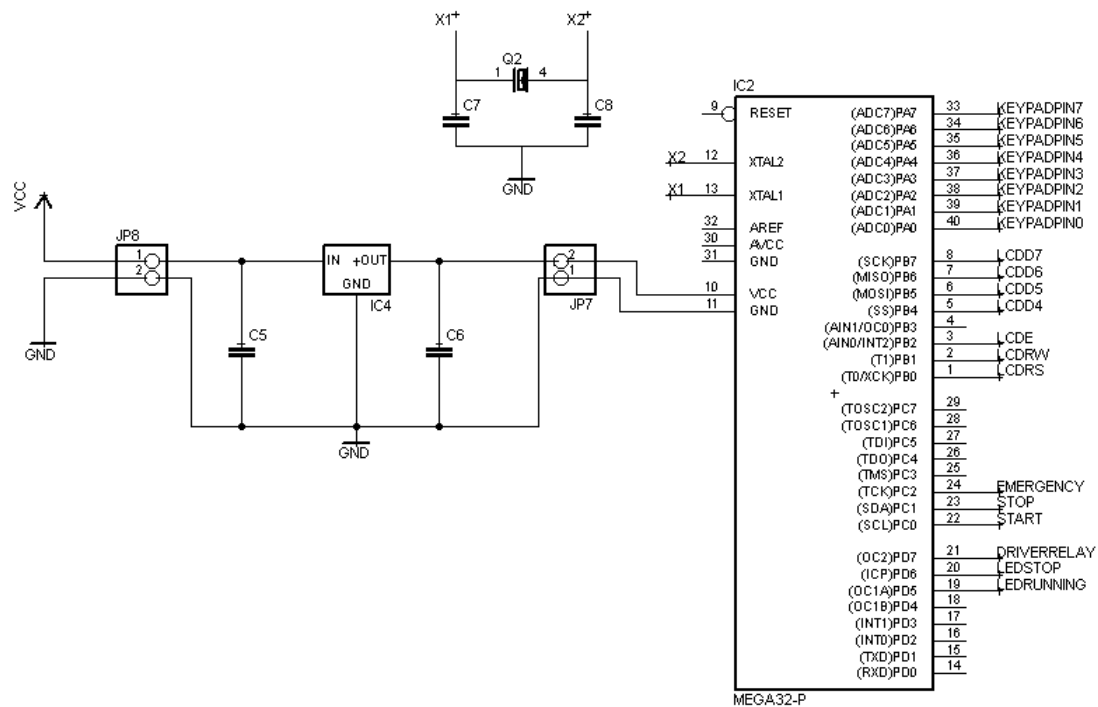 X1
X2
Q2
1
4
C7
C8
GND
VCC
JP8
1
2
GND
C5
IN +OUT
GND
IC4
C6
2
1
JP7
GND
IC2
9 RESET
X2 12 XTAL2
X1 13 XTAL1
32 AREF
30 AVCC
31 GND
10 VCC
11 GND
(ADC7)PA7 33 KEYPADPIN7
(ADC6)PA6 34 KEYPADPIN6
(ADC5)PA5 35 KEYPADPIN5
(ADC4)PA4 36 KEYPADPIN4
(ADC3)PA3 37 KEYPADPIN3
(ADC2)PA2 38 KEYPADPIN2
(ADC1)PA1 39 KEYPADPIN1
(ADC0)PA0 40 KEYPADPIN0
(SCK)PB7 8 LCDD7
(MISO)PB6 7 LCDD6
(MOSI)PB5 6 LCDD5
(SS)PB4 5 LCDD4
(AIN1/OC0)PB3 4
(AIN0/INT2)PB2 3 LCDE
(T1)PB1 2 LCDRW
(T0/XCK)PB0 1 LCDRS
(TOSC2)PC7 29
(TOSC1)PC6 28
(TDI)PC5 27
(TDO)PC4 26
(TMS)PC3 25
(TCK)PC2 24 EMERGENCY
(SDA)PC1 23 STOP
(SCL)PC0 22 START
(OC2)PD7 21 DRIVERRELAY
(ICP)PD6 20 LEDSTOP
(OC1A)PD5 19 LEDRUNNING
(OC1B)PD4 18
(INT1)PD3 17
(INT0)PD2 16
(TXD)PD1 15
(RXD)PD0 14
MEGA32-P